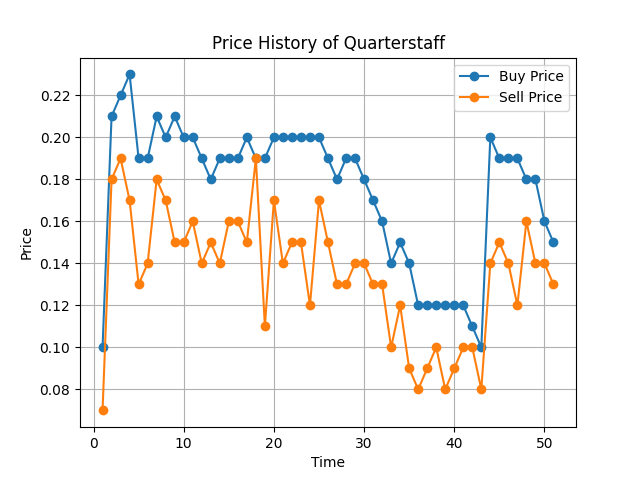 Price History of Quarterstaff
Buy Price
Sell Price
Price
0.22
0.20
0.18
0.16
0.14
0.12
0.10
0.08
0 10 20 30 40 50
Time